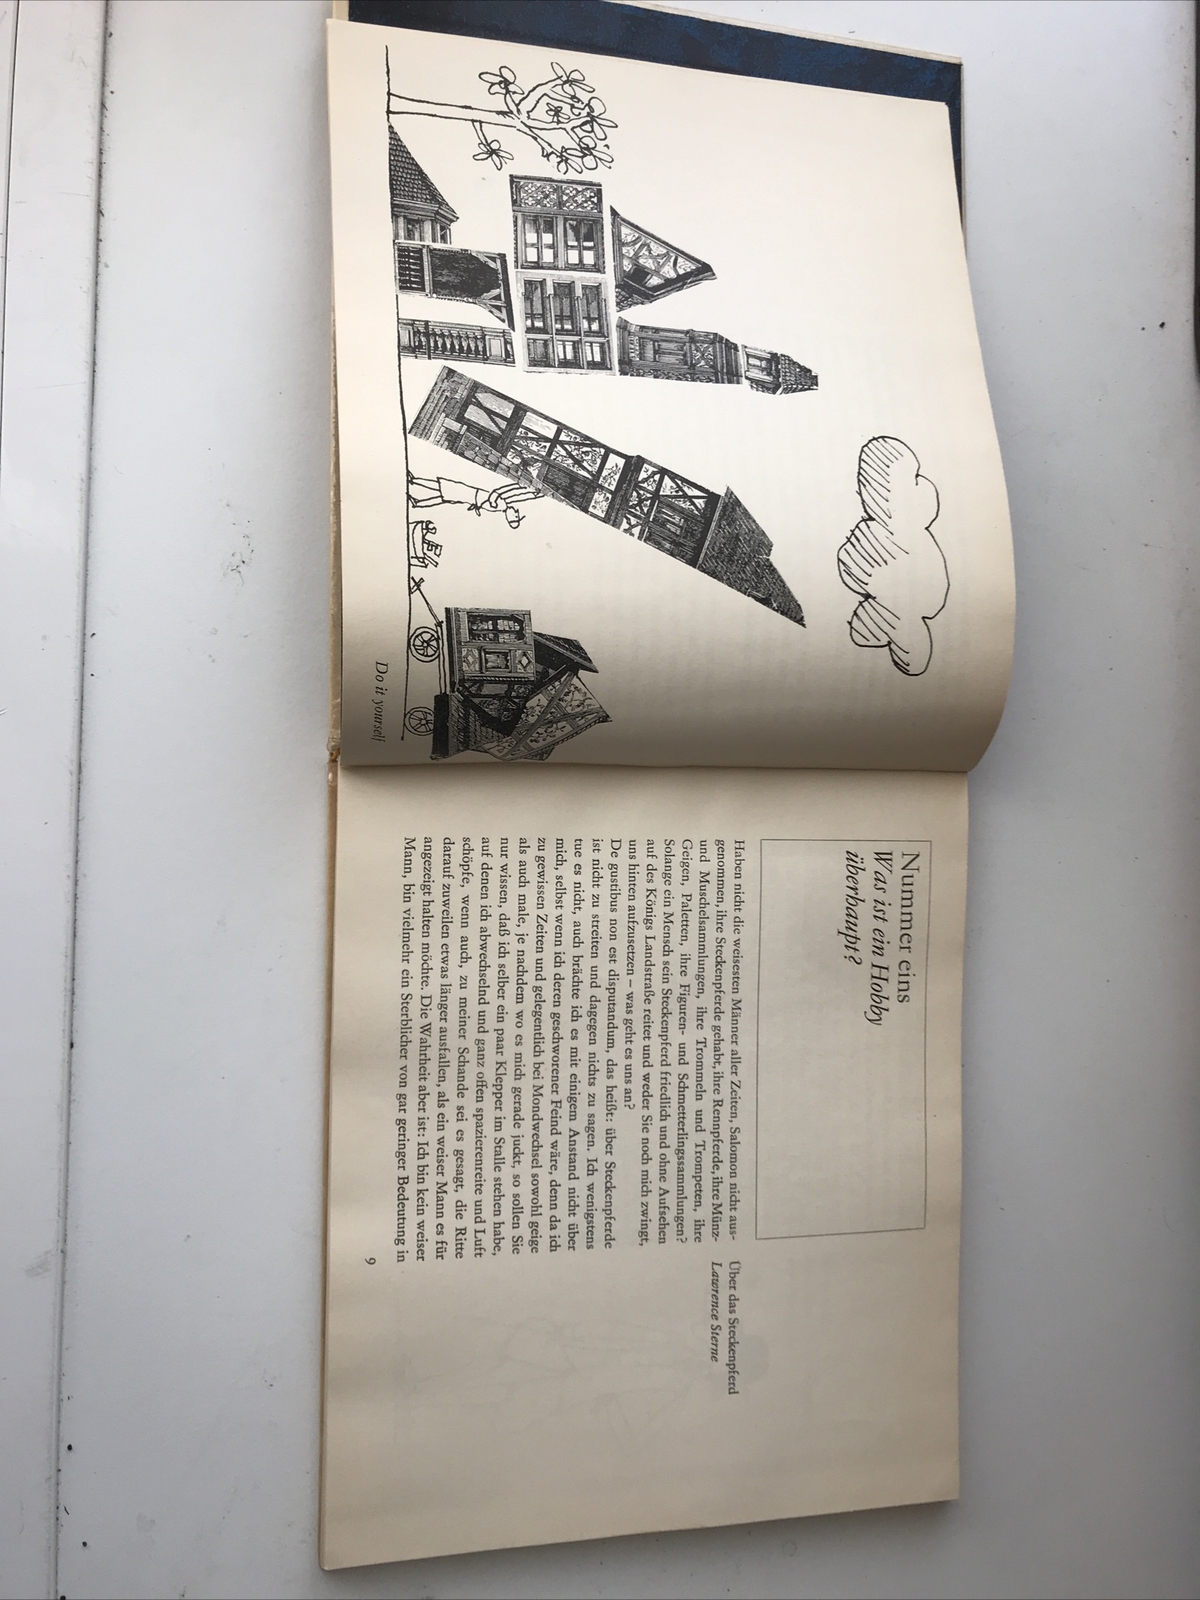 Do it yourself
Nummer eins
Was ist ein Hobby
überhaupt?
Haben nicht die weisesten Männer aller Zeiten, Salomon nicht aus-
genommen, ihre Steckenpferde gehabt, ihre Rennpferde, ihre Münz-
und Muschelsammlungen, ihre Trommeln und Trompeten, ihre
Geigen, Paletten, ihre Figuren- und Schmetterlingssammlungen?
Solange ein Mensch sein Steckenpferd friedlich und ohne Aufsehen
auf des Königs Landstraße reitet und weder Sie noch mich zwingt,
uns hinten aufzusetzen – was geht es uns an?
De gustibus non est disputandum, das heißt: über Steckenpferde
ist nicht zu streiten und dagegen nichts zu sagen. Ich wenigstens
tue es nicht, auch brächte ich es mit einigem Anstand nicht über
mich, selbst wenn ich deren geschworener Feind wäre, denn da ich
zu gewissen Zeiten und gelegentlich bei Mondwechsel sowohl geige
als auch male, je nachdem wo es mich gerade juckt, so sollen Sie
nur wissen, daß ich selber ein paar Klepper im Stalle stehen habe,
auf denen ich abwechselnd und ganz offen spazierenreite und Luft
schöpfe, wenn auch, zu meiner Schande sei es gesagt, die Ritte
darauf zuweilen etwas länger ausfallen, als ein weiser Mann es für
angezeigt halten möchte. Die Wahrheit aber ist: Ich bin kein weiser
Mann, bin vielmehr ein Sterblicher von gar geringer Bedeutung in
Über das Steckenpferd
Lawrence Sterne
9